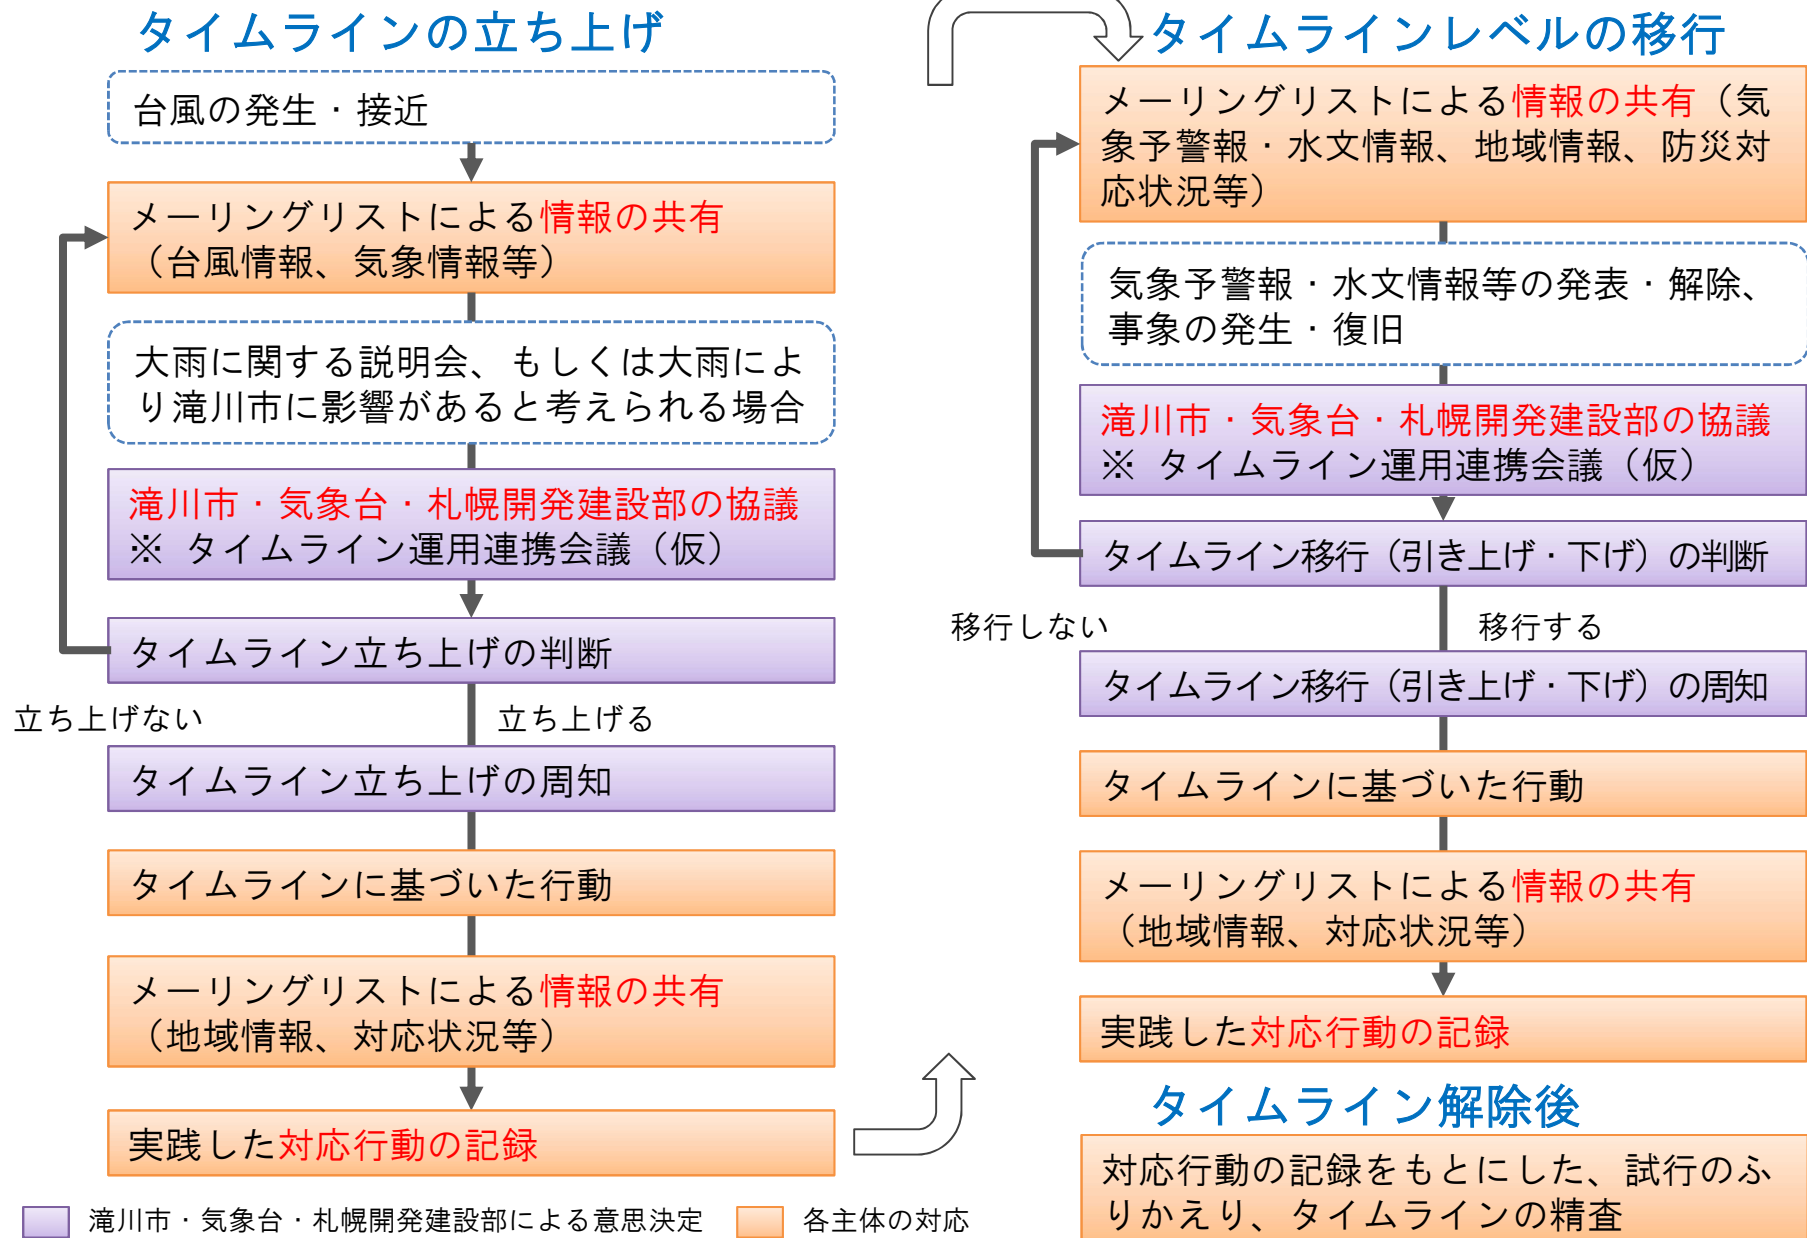 タイムラインの立ち上げ
台風の発生・接近
メーリングリストによる情報の共有
（台風情報、気象情報等）
大雨に関する説明会、もしくは大雨によ
り滝川市に影響があると考えられる場合
滝川市・気象台・札幌開発建設部の協議
※ タイムライン運用連携会議（仮）
タイムライン立ち上げの判断
立ち上げない
立ち上げる
タイムライン立ち上げの周知
タイムラインに基づいた行動
メーリングリストによる情報の共有
（地域情報、対応状況等）
実践した対応行動の記録
滝川市・気象台・札幌開発建設部による意思決定
各主体の対応
タイムラインレベルの移行
メーリングリストによる情報の共有（気
象予警報・水文情報、地域情報、防災対
応状況等）
気象予警報・水文情報等の発表・解除、
事象の発生・復旧
滝川市・気象台・札幌開発建設部の協議
※ タイムライン運用連携会議（仮）
タイムライン移行（引き上げ・下げ）の判断
移行しない
移行する
タイムライン移行（引き上げ・下げ）の周知
タイムラインに基づいた行動
メーリングリストによる情報の共有
（地域情報、対応状況等）
実践した対応行動の記録
タイムライン解除後
対応行動の記録をもとにした、試行のふ
りかえり、タイムラインの精査